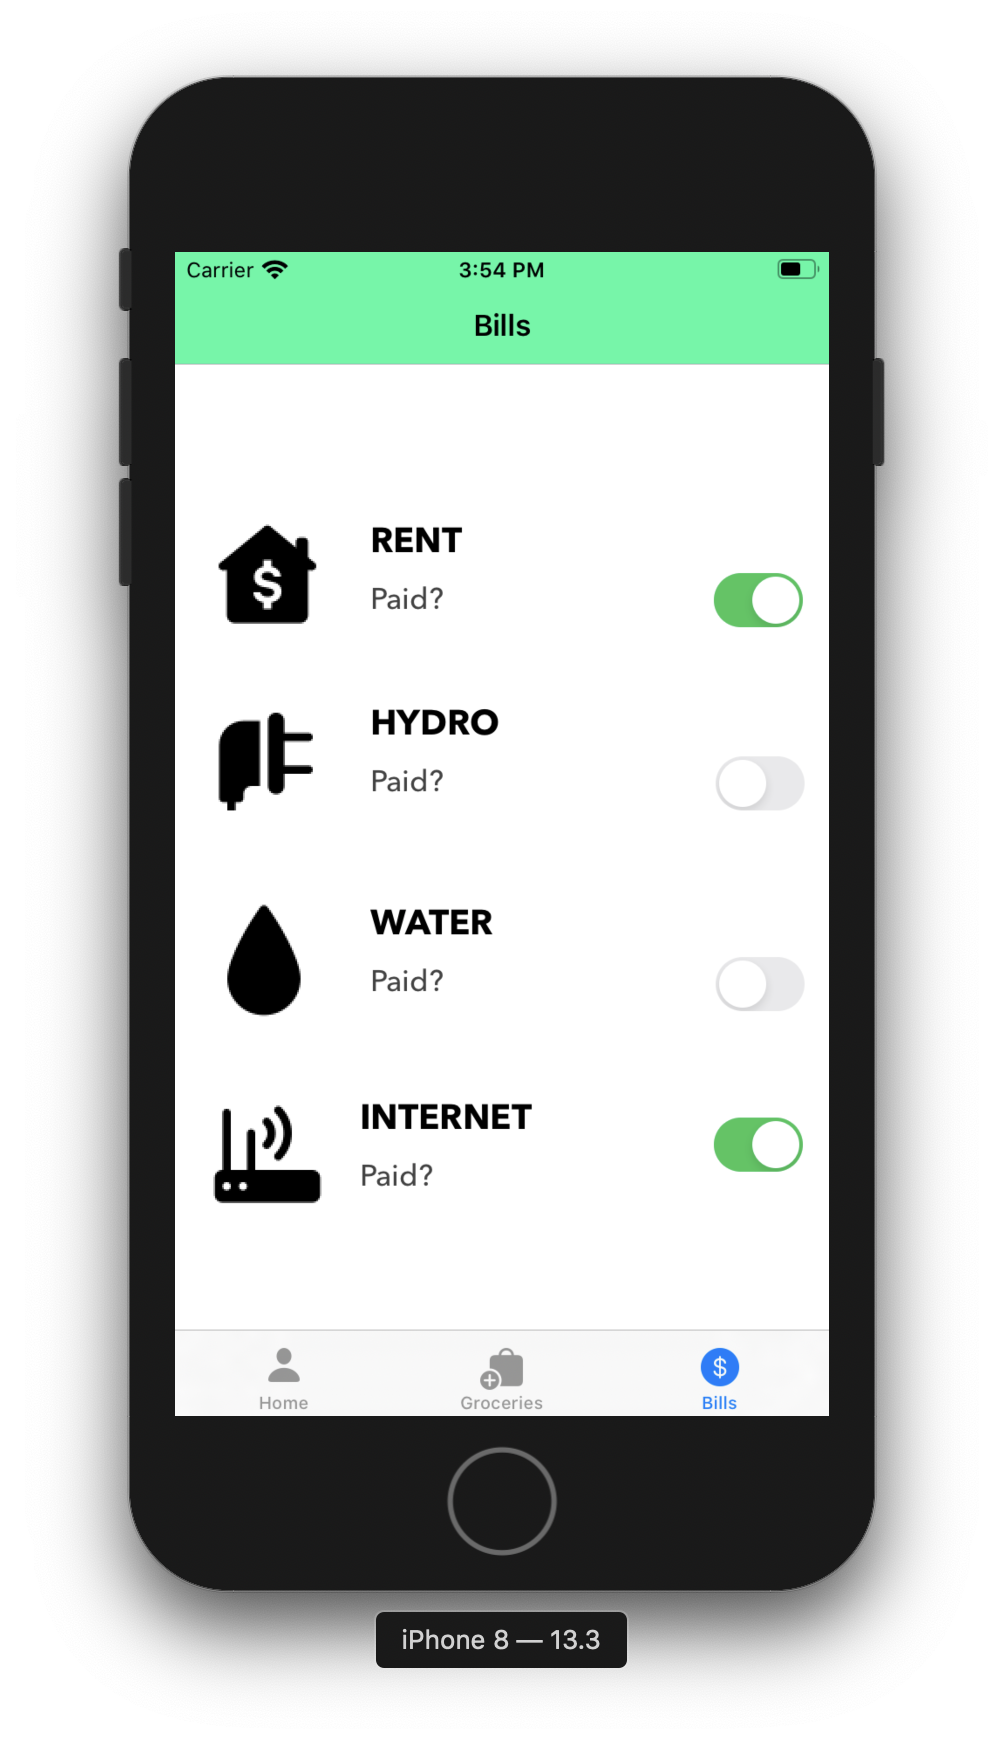 Carrier 3:54 PM
Bills
$
RENT
Paid?
HYDRO
Paid?
WATER
Paid?
INTERNET
Paid?
$
Home Groceries Bills
iPhone 8 — 13.3